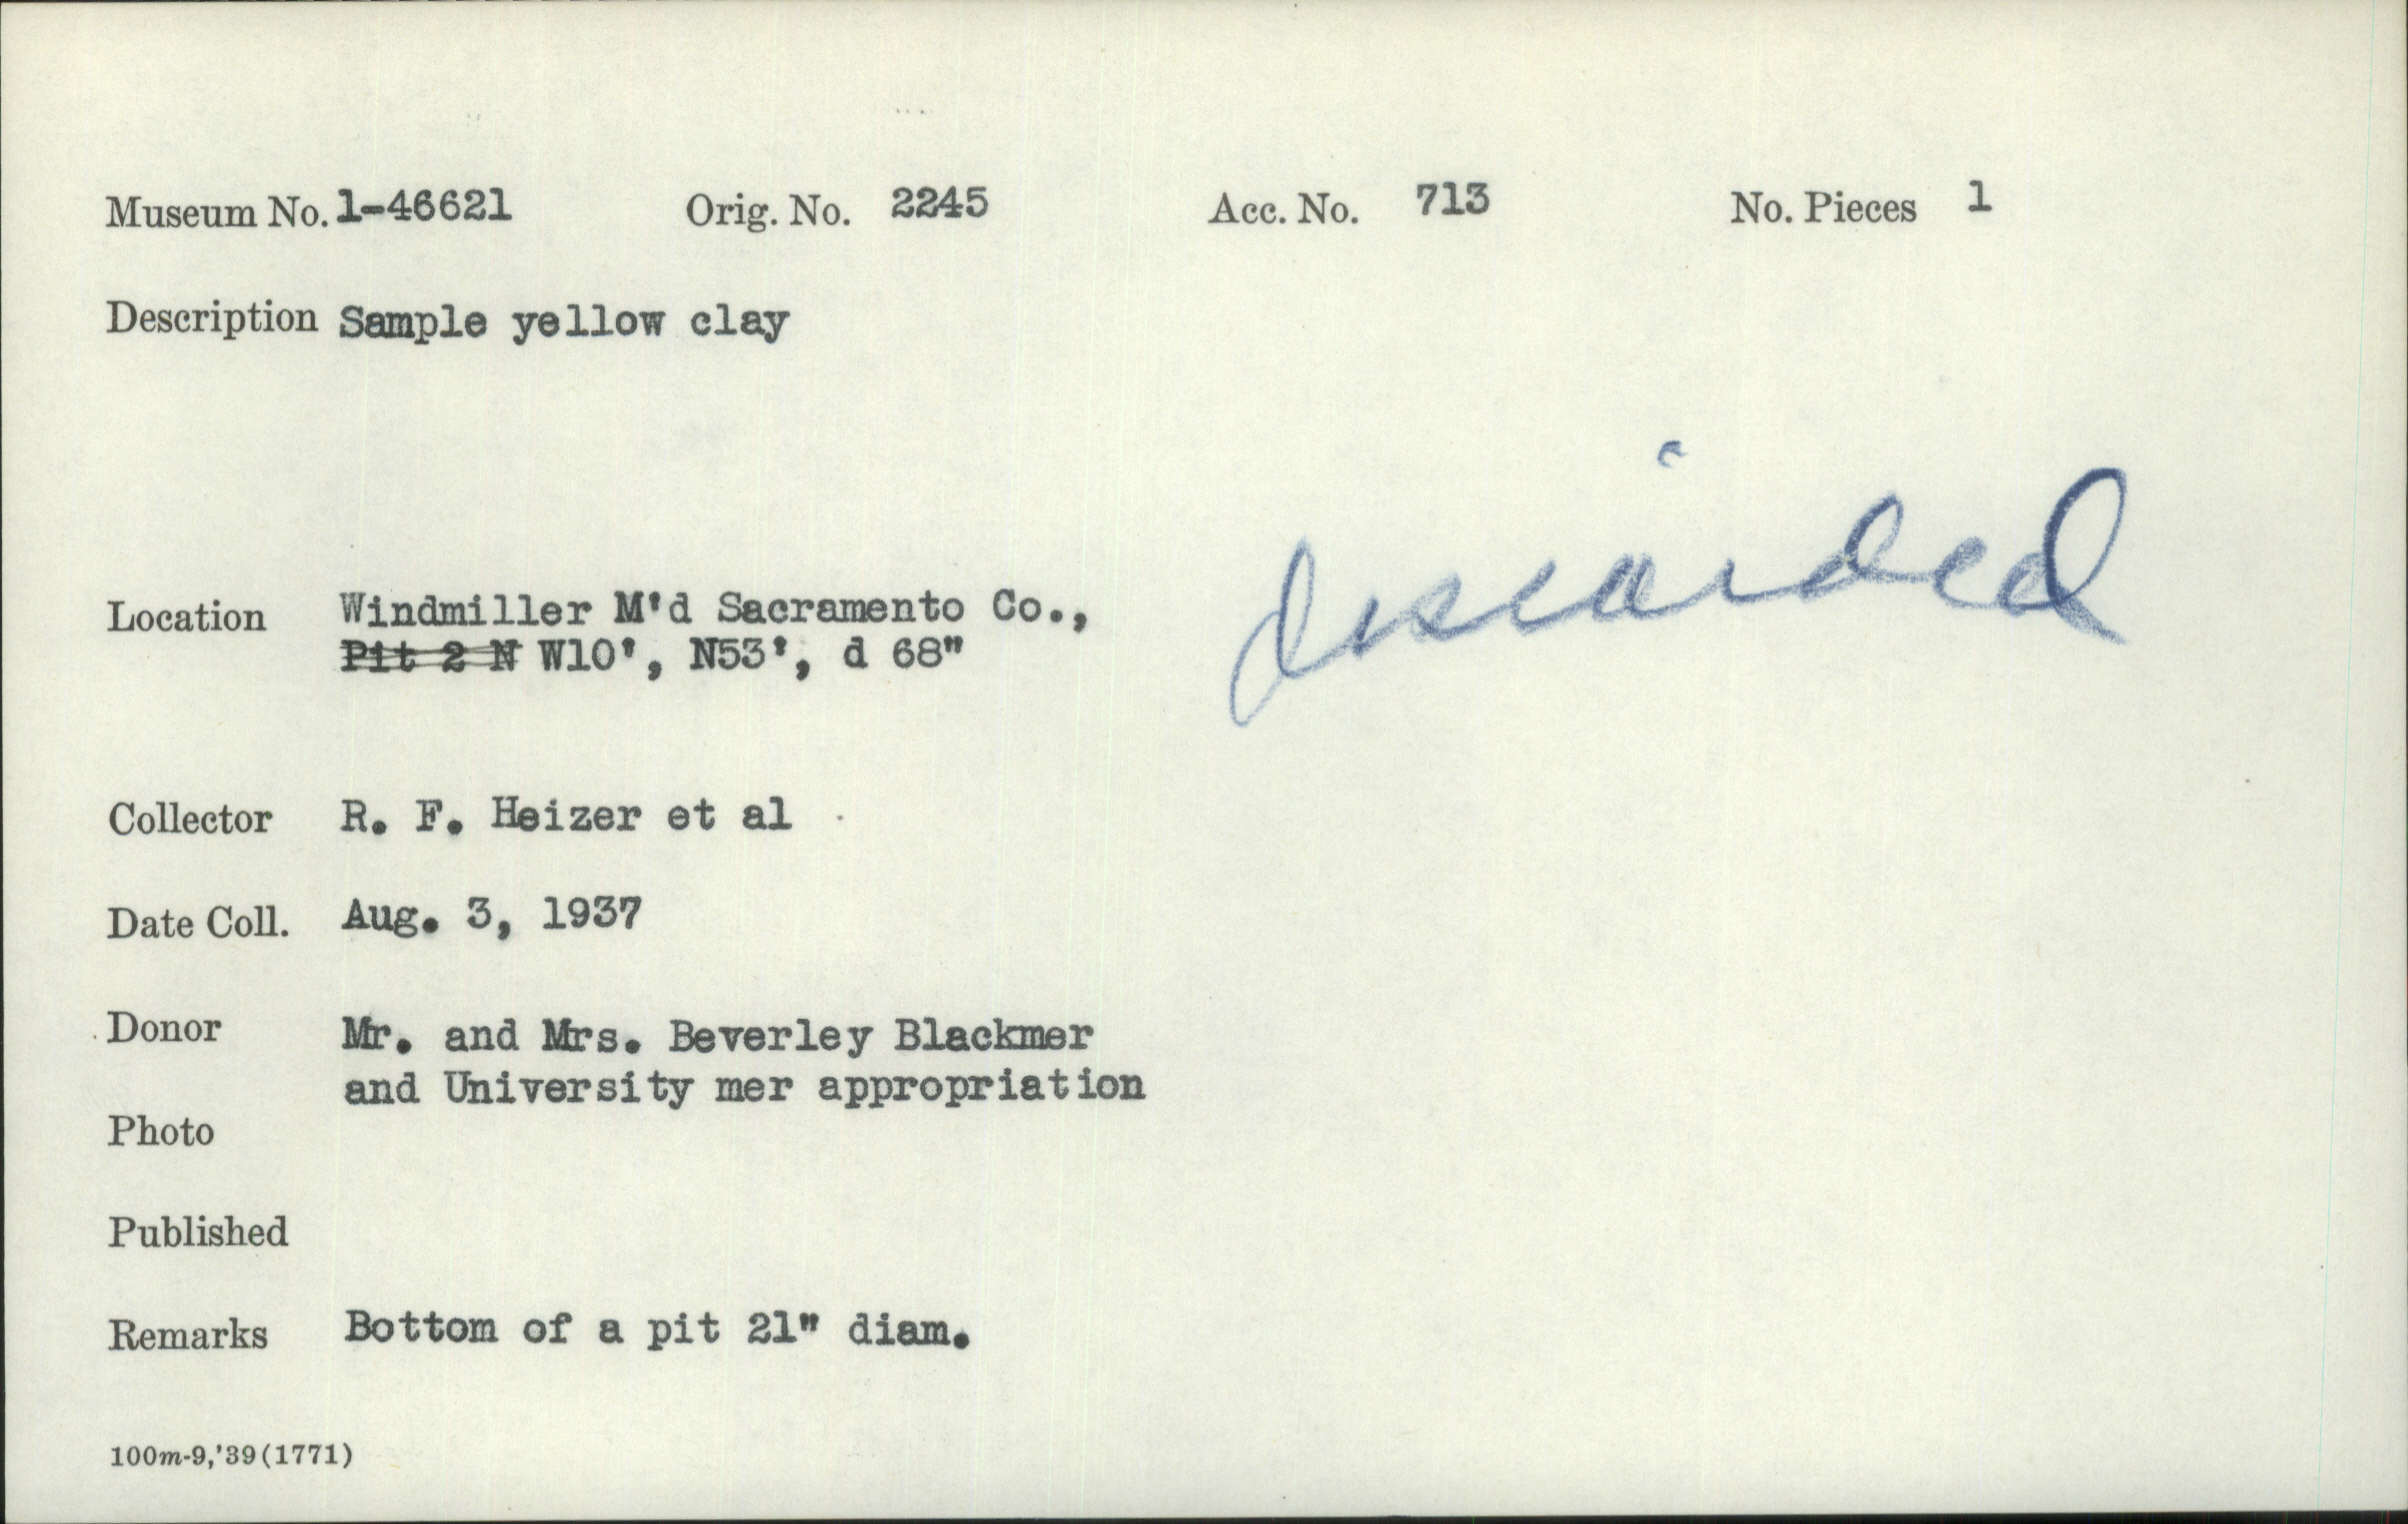 Museum No. 1-46621 Orig. No. 2245 Acc. No. 713 No. Pieces 1
Description Sample yellow clay
discarded
Location Windmiller M'd Sacramento Co.,
Pit 2 N W10', N53', d 68"
Collector R. F. Heizer et al
Date Coll. Aug. 3, 1937
Donor Mr. and Mrs. Beverley Blackmer
and University mer appropriation
Photo
Published
Remarks Bottom of a pit 21" diam.
100m-9,'39(1771)